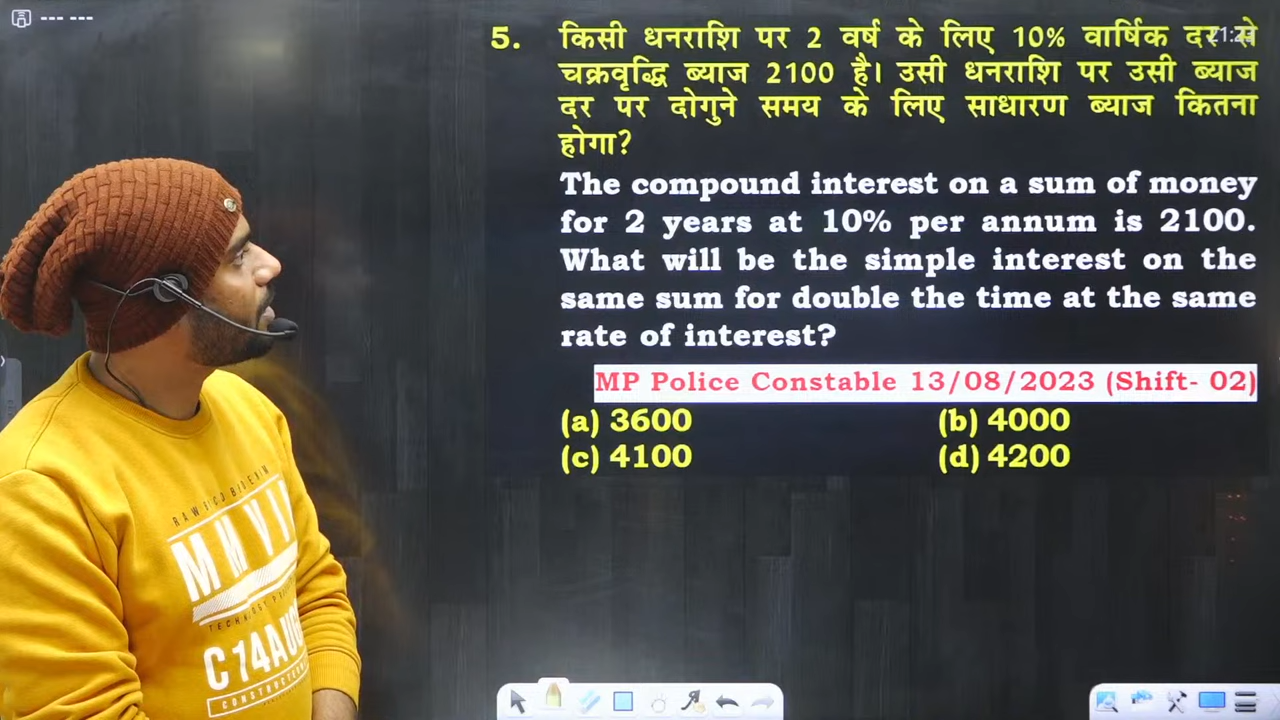 5. किसी धनराशि पर 2 वर्ष के लिए 10% वार्षिक दर से
चक्रवृद्धि ब्याज 2100 है। उसी धनराशि पर उसी ब्याज
दर पर दोगुने समय के लिए साधारण ब्याज कितना
होगा?
The compound interest on a sum of money
for 2 years at 10% per annum is 2100.
What will be the simple interest on the
same sum for double the time at the same
rate of interest?
MP Police Constable 13/08/2023 (Shift- 02)
(a) 3600 (b) 4000
(c) 4100 (d) 4200
MMVI
C14AUG